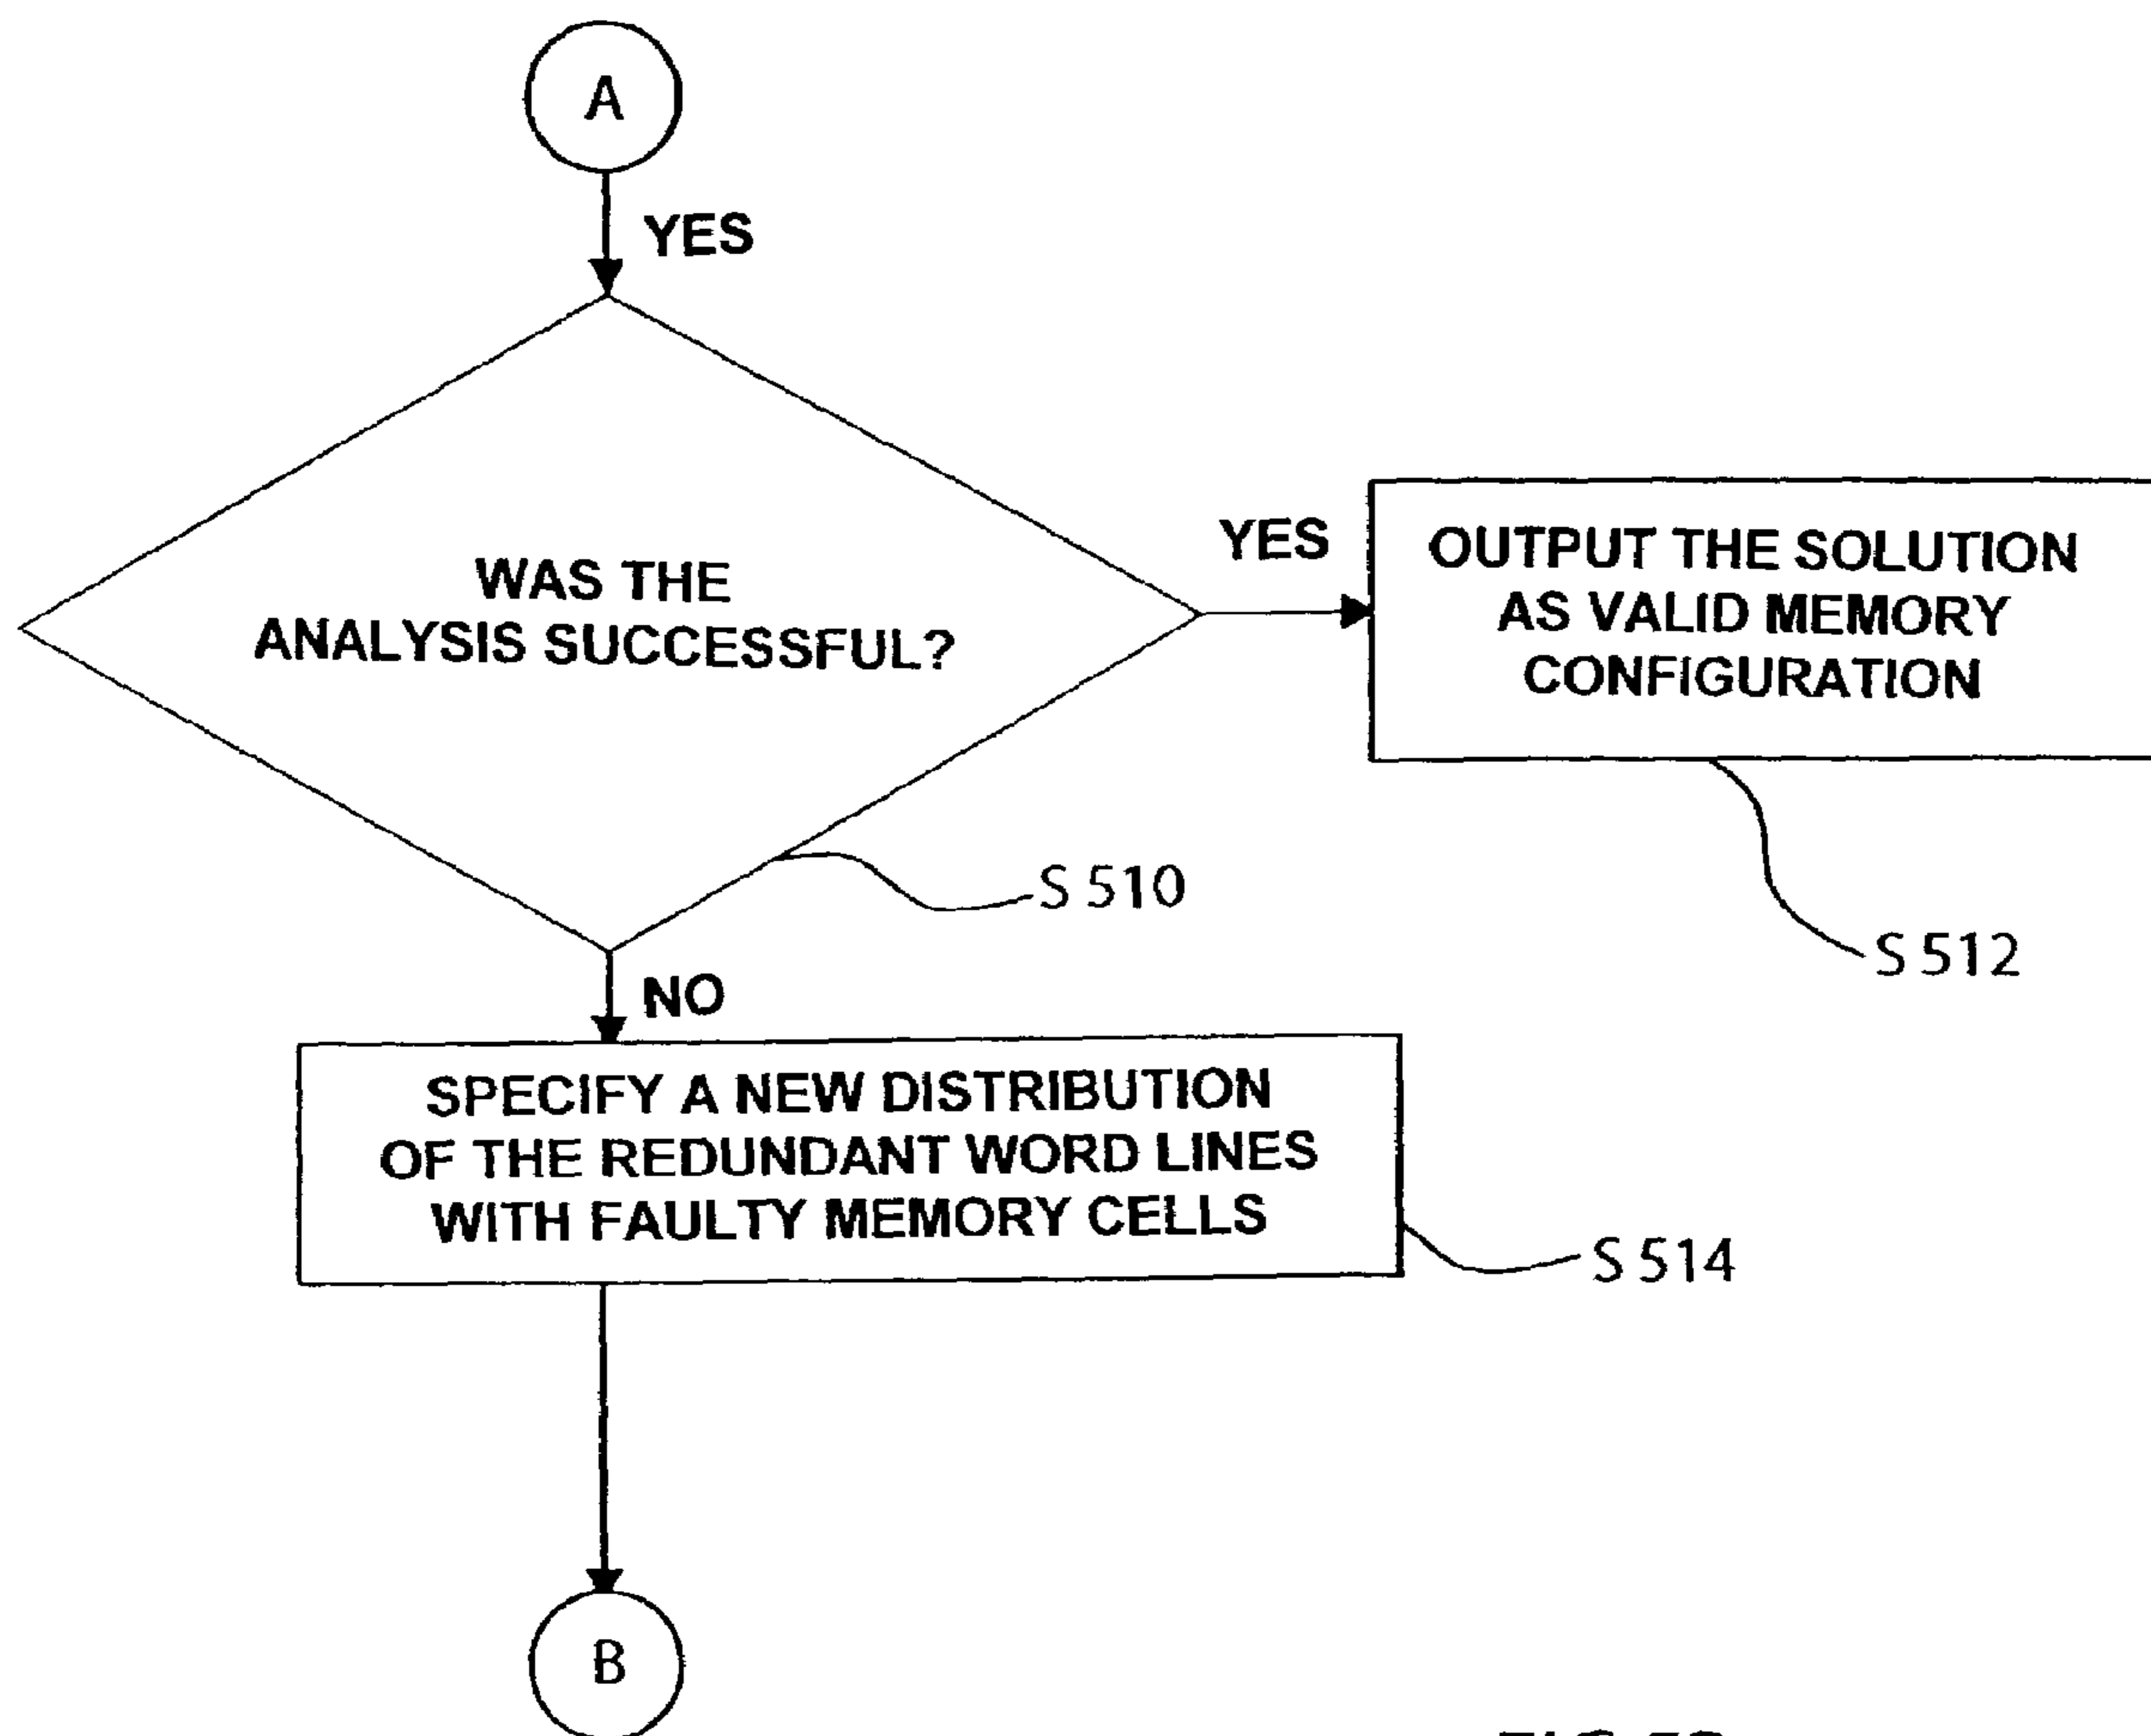 A
YES
WAS THE
ANALYSIS SUCCESSFUL?
YES
OUTPUT THE SOLUTION
AS VALID MEMORY
CONFIGURATION
S 510
S 512
NO
SPECIFY A NEW DISTRIBUTION
OF THE REDUNDANT WORD LINES
WITH FAULTY MEMORY CELLS
S 514
B